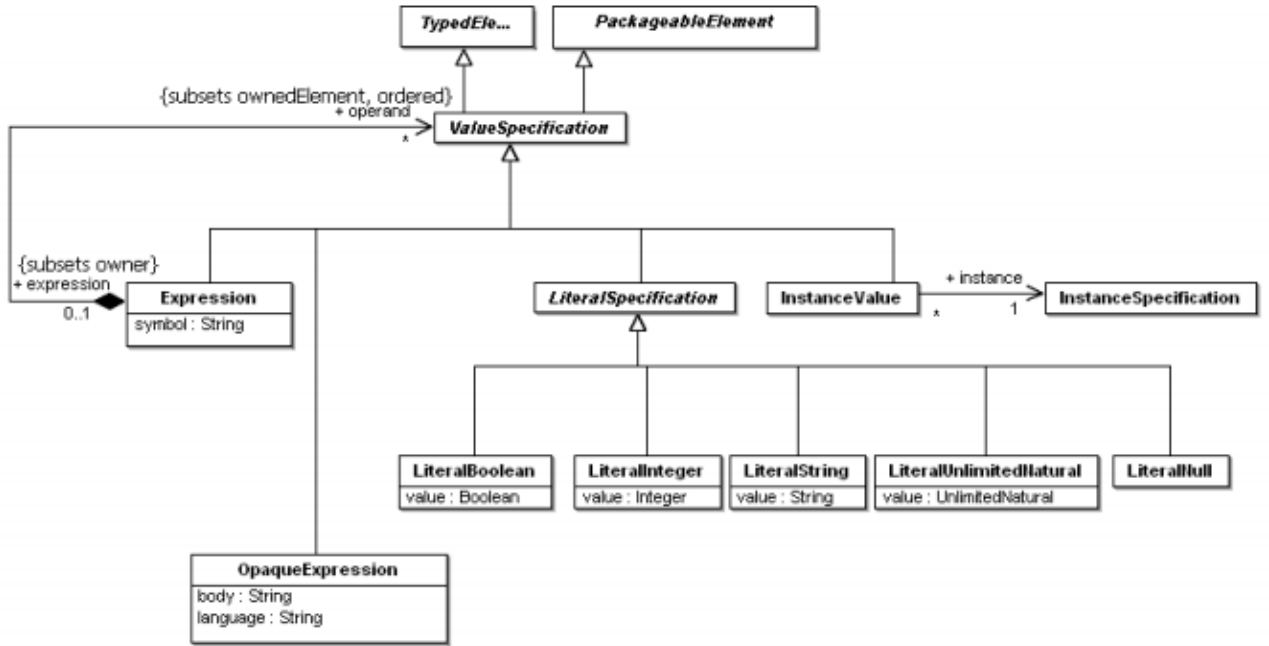 TypedEle...
PackageableElement
{subsets ownedElement, ordered}
+ operand
*
ValueSpecification
{subsets owner}
+ expression
0..1
Expression
symbol : String
LiteralSpecification
InstanceValue
+ instance
*
1
InstanceSpecification
LiteralBoolean
value : Boolean
LiteralInteger
value : Integer
LiteralString
value : String
LiteralUnlimitedNatural
value : UnlimitedNatural
LiteralNull
OpaqueExpression
body : String
language : String